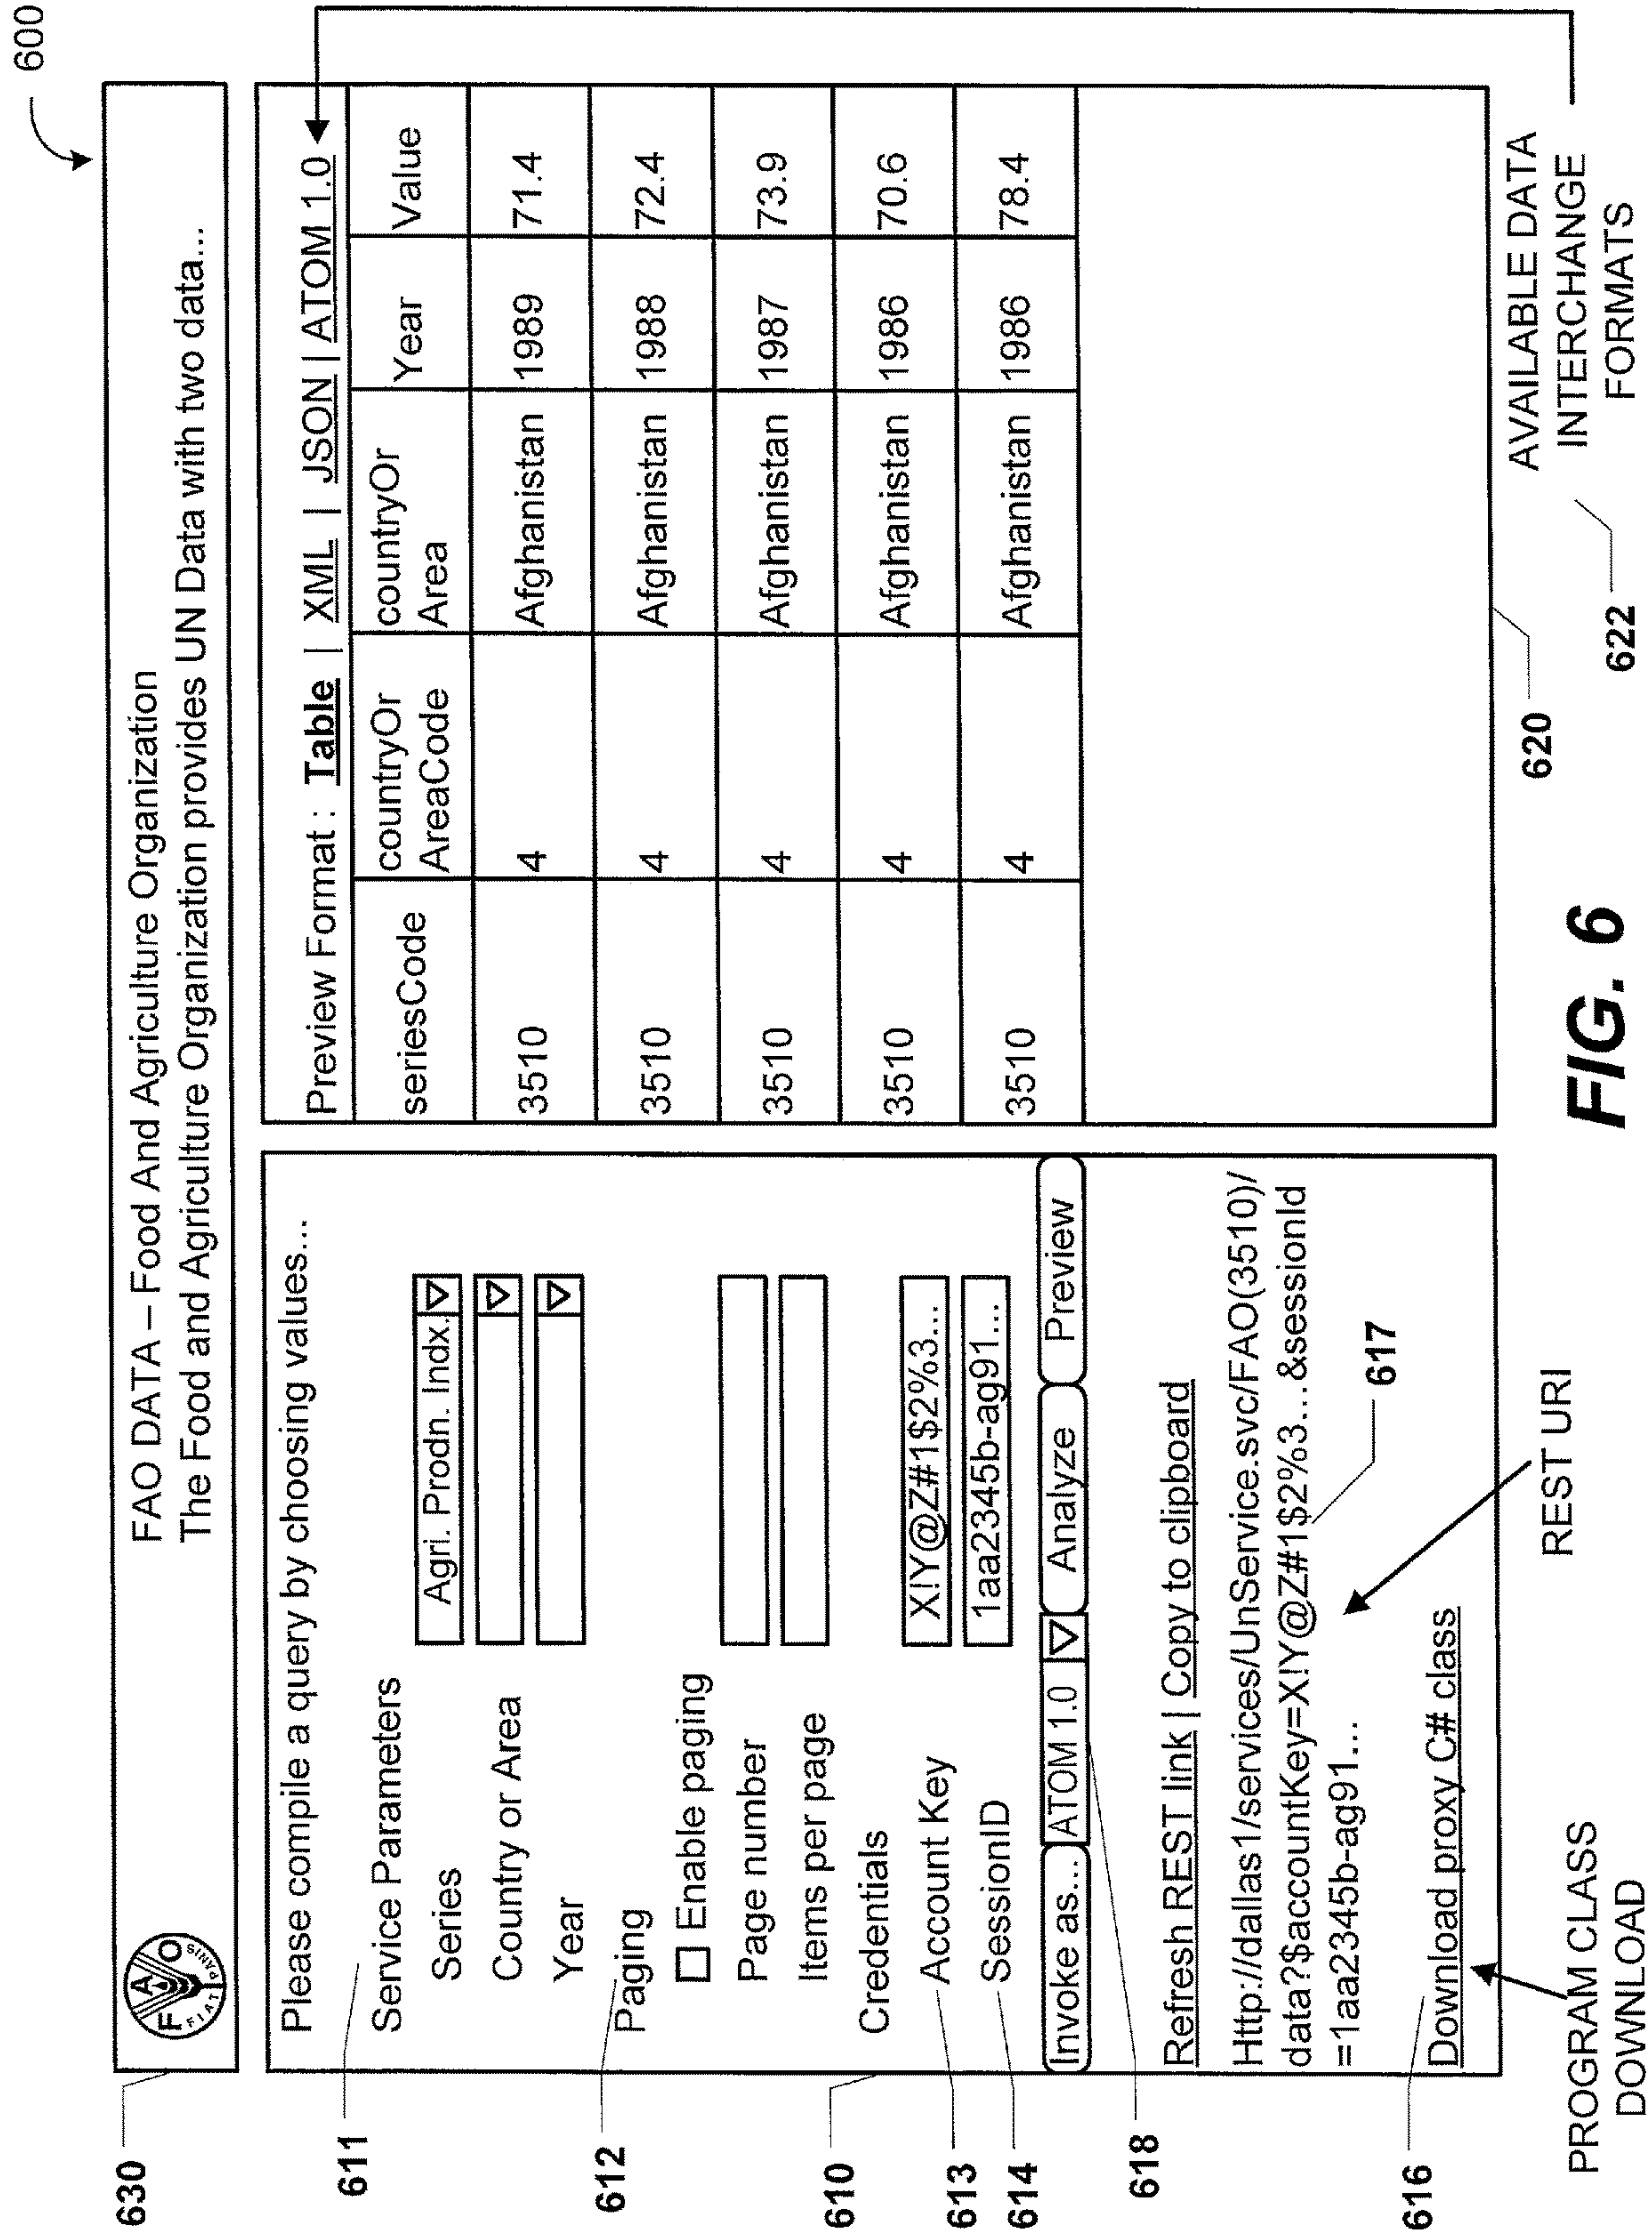 600
630
FAO
FIAT PANIS
FAO DATA – Food And Agriculture Organization
The Food and Agriculture Organization provides UN Data with two data...
Please compile a query by choosing values...
611
Service Parameters
Series Agri. Prodn. Indx.
Country or Area
Year
612
Paging
Enable paging
Page number
Items per page
610
Credentials
613
Account Key X!Y@Z#1$2%3...
614
SessionID 1aa2345b-ag91...
Invoke as... ATOM 1.0 Analyze Preview
618
Refresh REST link | Copy to clipboard
Http://dallas1/services/UnService.svc/FAO(3510)/
data?$accountKey=X!Y@Z#1$2%3...&sessionId
=1aa2345b-ag91...
617
616
Download proxy C# class
REST URI
PROGRAM CLASS
DOWNLOAD
Preview Format : Table | XML | JSON | ATOM 1.0
seriesCode countryOr AreaCode countryOr Area Year Value
3510 4 Afghanistan 1989 71.4
3510 4 Afghanistan 1988 72.4
3510 4 Afghanistan 1987 73.9
3510 4 Afghanistan 1986 70.6
3510 4 Afghanistan 1986 78.4
620
622
AVAILABLE DATA
INTERCHANGE
FORMATS
FIG. 6